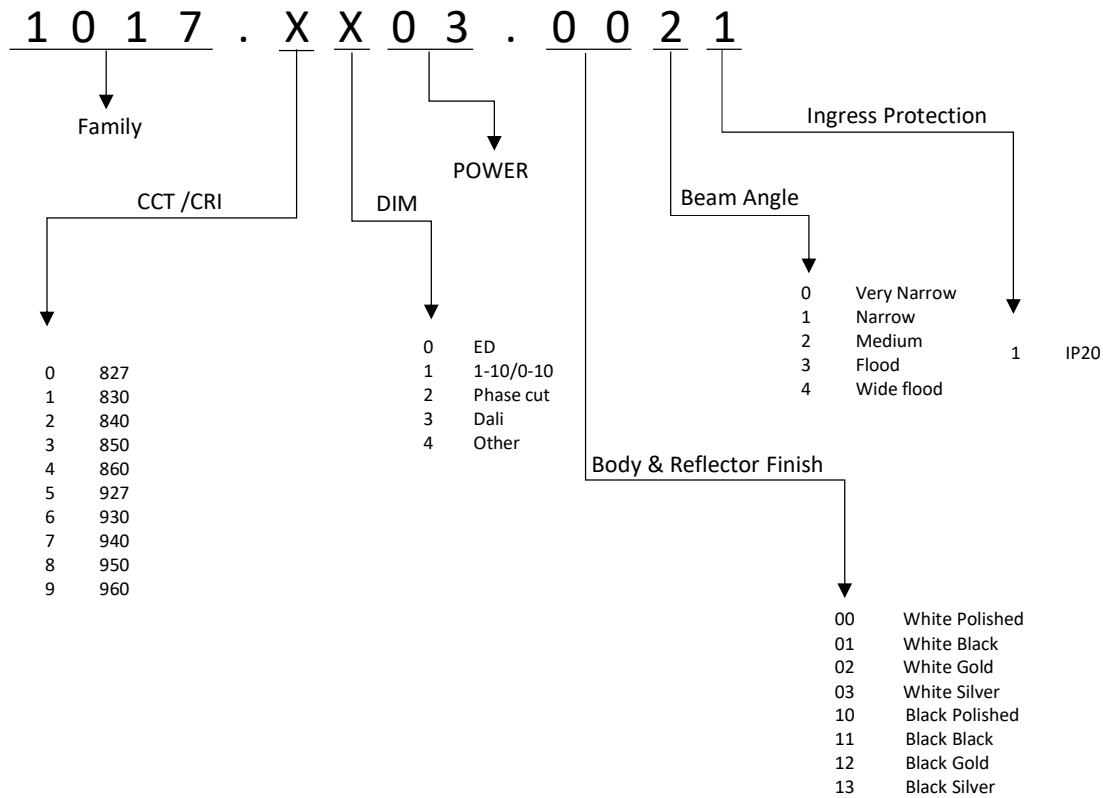 1 0 1 7 . X X 0 3 . 0 0 2 1
Family
POWER
Ingress Protection
CCT /CRI
DIM
Beam Angle
0 827
1 830
2 840
3 850
4 860
5 927
6 930
7 940
8 950
9 960
0 ED
1 1-10/0-10
2 Phase cut
3 Dali
4 Other
0 Very Narrow
1 Narrow
2 Medium
3 Flood
4 Wide flood
1 IP20
Body & Reflector Finish
00 White Polished
01 White Black
02 White Gold
03 White Silver
10 Black Polished
11 Black Black
12 Black Gold
13 Black Silver